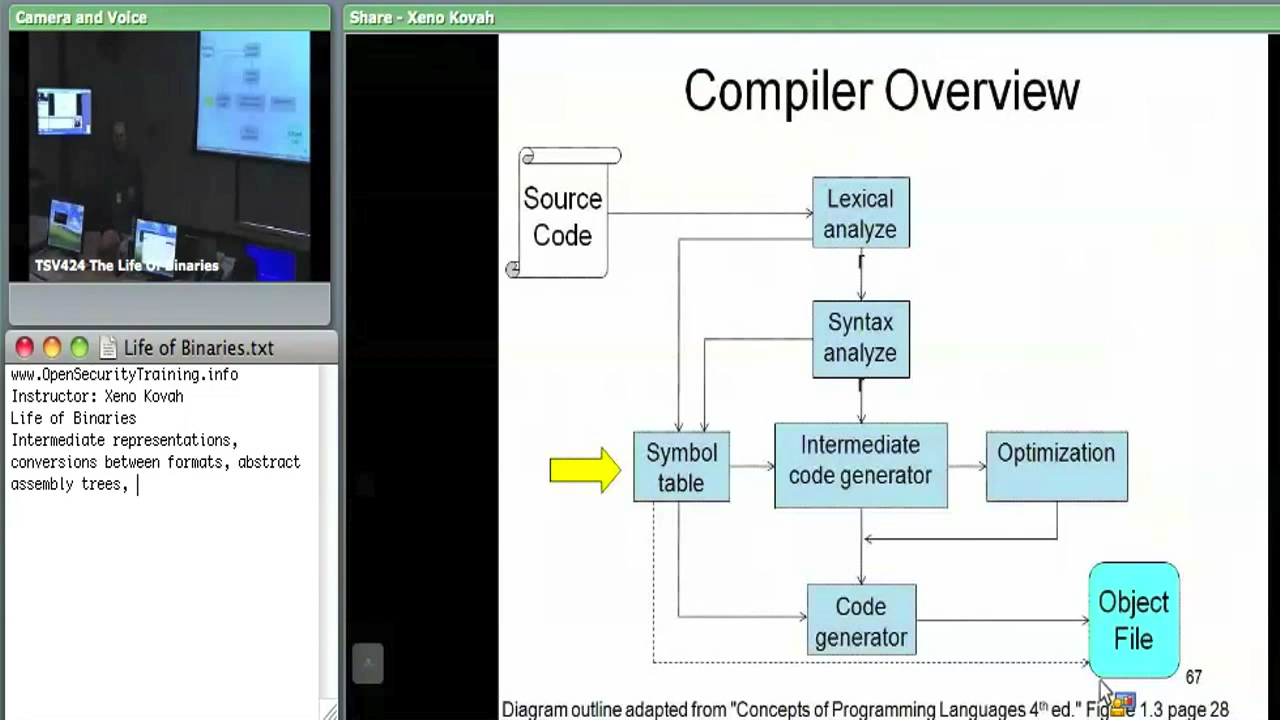 Camera and Voice
TSV424 The Life Of Binaries
Life of Binaries.txt
www.OpenSecurityTraining.info
Instructor: Xeno Kovah
Life of Binaries
Intermediate representations,
conversions between formats, abstract
assembly trees,
Share - Xeno Kovah
Compiler Overview
Source
Code
Lexical
analyze
r
Syntax
analyze
r
Symbol
table
Intermediate
code generator
Optimization
Code
generator
Object
File
67
Diagram outline adapted from "Concepts of Programming Languages 4th ed." 1.3 page 28